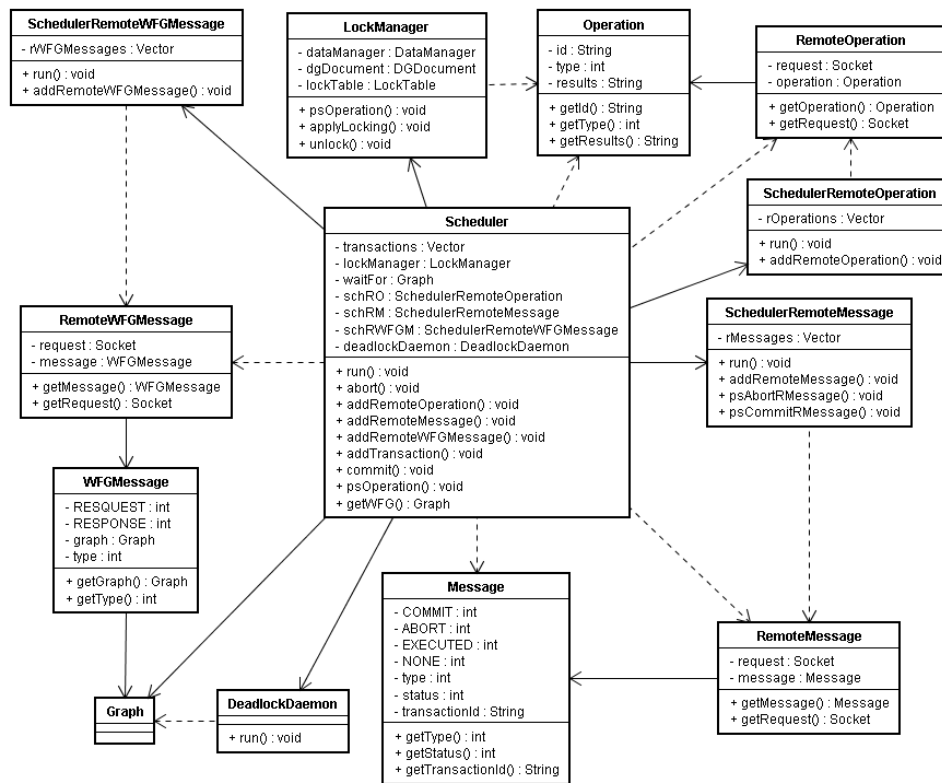 SchedulerRemoteWFGMessage
- rWFGMessages : Vector
+ run() : void
+ addRemoteWFGMessage() : void
LockManager
- dataManager : DataManager
- dgDocument : DGDocument
- lockTable : LockTable
+ psOperation() : void
+ applyLocking() : void
+ unlock() : void
Operation
- id : String
- type : int
- results : String
+ getId() : String
+ getType() : int
+ getResults() : String
RemoteOperation
- request : Socket
- operation : Operation
+ getOperation() : Operation
+ getRequest() : Socket
SchedulerRemoteOperation
- rOperations : Vector
+ run() : void
+ addRemoteOperation() : void
Scheduler
- transactions : Vector
- lockManager : LockManager
- waitFor : Graph
- schRO : SchedulerRemoteOperation
- schRM : SchedulerRemoteMessage
- schRWFGM : SchedulerRemoteWFGMessage
- deadlockDaemon : DeadlockDaemon
+ run() : void
+ abort() : void
+ addRemoteOperation() : void
+ addRemoteMessage() : void
+ addRemoteWFGMessage() : void
+ addTransaction() : void
+ commit() : void
+ psOperation() : void
+ getWFG() : Graph
RemoteWFGMessage
- request : Socket
- message : WFGMessage
+ getMessage() : WFGMessage
+ getRequest() : Socket
SchedulerRemoteMessage
- rMessages : Vector
+ run() : void
+ addRemoteMessage() : void
+ psAbortRMessage() : void
+ psCommitRMessage() : void
WFGMessage
- RESQUEST : int
- RESPONSE : int
- graph : Graph
- type : int
+ getGraph() : Graph
+ getType() : int
Message
- COMMIT : int
- ABORT : int
- EXECUTED : int
- NONE : int
- type : int
- status : int
- transactionId : String
+ getType() : int
+ getStatus() : int
+ getTransactionId() : String
RemoteMessage
- request : Socket
- message : Message
+ getMessage() : Message
+ getRequest() : Socket
Graph
DeadlockDaemon
+ run() : void